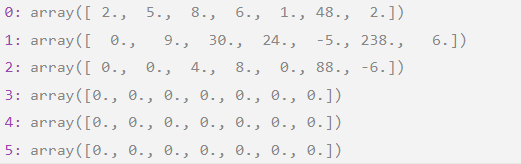 0: array([ 2.,  5.,  8.,  6.,  1., 48.,  2.])
1: array([  0.,   9.,  30.,  24.,  -5., 238.,   6.])
2: array([ 0.,  0.,  4.,  8.,  0., 88., -6.])
3: array([0., 0., 0., 0., 0., 0., 0.])
4: array([0., 0., 0., 0., 0., 0., 0.])
5: array([0., 0., 0., 0., 0., 0., 0.])